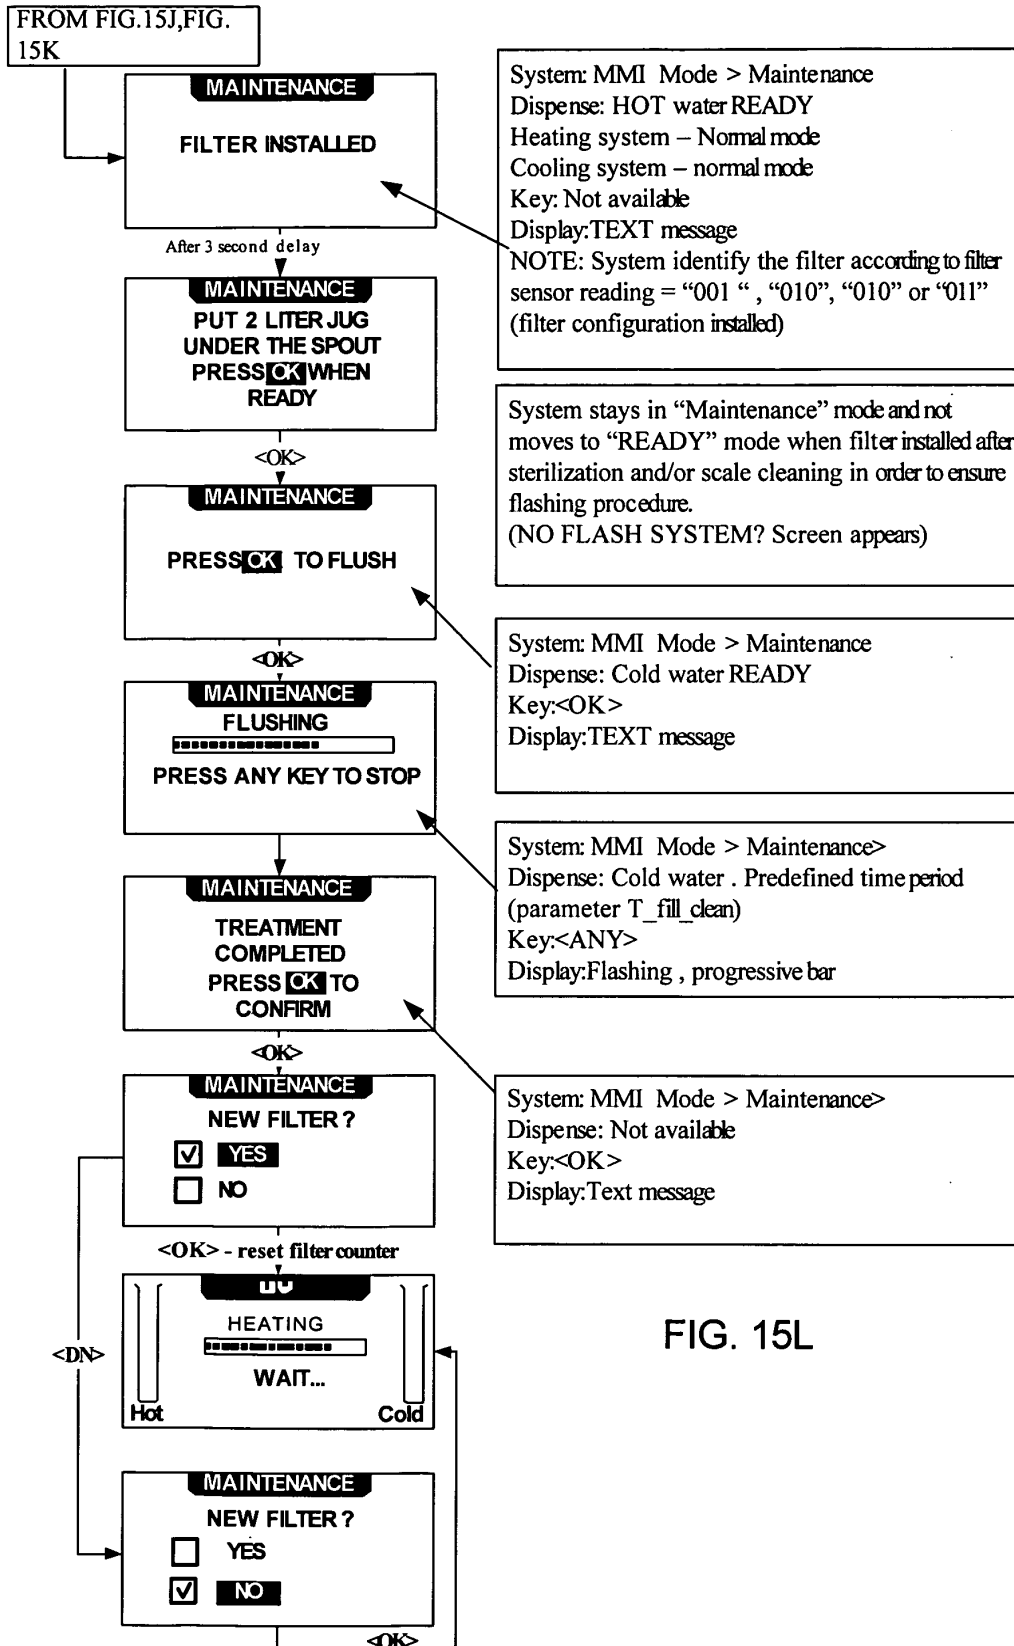 FROM FIG.15J,FIG.
15K
MAINTENANCE
FILTER INSTALLED
After 3 second delay
MAINTENANCE
PUT 2 LITER JUG
UNDER THE SPOUT
PRESS OK WHEN
READY
<OK>
MAINTENANCE
PRESS OK TO FLUSH
<OK>
MAINTENANCE
FLUSHING
PRESS ANY KEY TO STOP
MAINTENANCE
TREATMENT
COMPLETED
PRESS OK TO
CONFIRM
<OK>
MAINTENANCE
NEW FILTER ?
YES
NO
<OK> - reset filter counter
HEATING
WAIT...
Hot
Cold
<DN>
MAINTENANCE
NEW FILTER ?
YES
NO
<OK>
System: MMI Mode > Maintenance
Dispense: HOT water READY
Heating system – Normal mode
Cooling system – normal mode
Key: Not available
Display:TEXT message
NOTE: System identify the filter according to filter
sensor reading = “001 “ , “010”, “010” or “011”
(filter configuration installed)
System stays in “Maintenance” mode and not
moves to “READY” mode when filter installed after
sterilization and/or scale cleaning in order to ensure
flashing procedure.
(NO FLASH SYSTEM? Screen appears)
System: MMI Mode > Maintenance
Dispense: Cold water READY
Key:<OK>
Display:TEXT message
System: MMI Mode > Maintenance>
Dispense: Cold water . Predefined time period
(parameter T_fill_clean)
Key:<ANY>
Display:Flashing , progressive bar
System: MMI Mode > Maintenance>
Dispense: Not available
Key:<OK>
Display:Text message
FIG. 15L